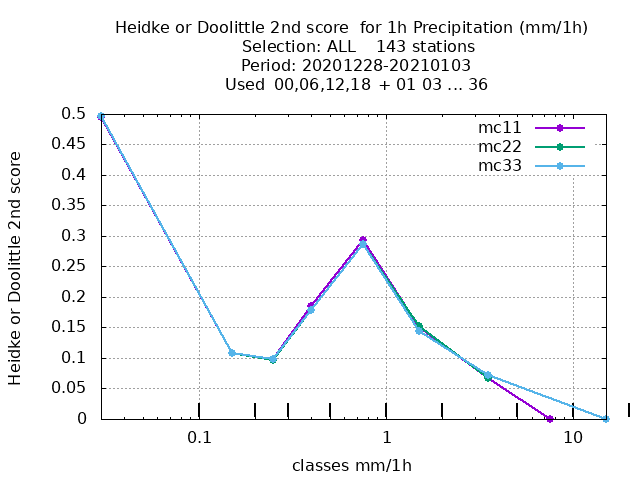 Heidke or Doolittle 2nd score  for 1h Precipitation (mm/1h)
Selection: ALL    143 stations
Period: 20201228-20210103
Used  00,06,12,18  + 01 03 ... 36
mc11
mc22
mc33
Heidke or Doolittle 2nd score
0.5
0.45
0.4
0.35
0.3
0.25
0.2
0.15
0.1
0.05
0
0.1
1
10
classes mm/1h